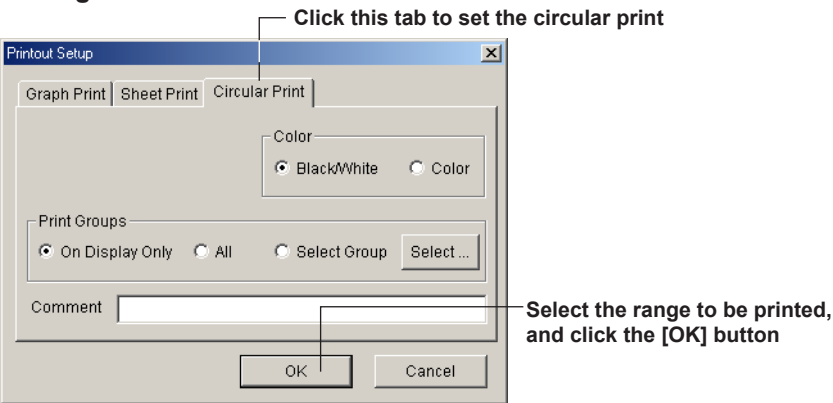 Click this tab to set the circular print
Printout Setup
Graph Print Sheet Print Circular Print
Color
Black/White Color
Print Groups
On Display Only All Select Group Select ...
Comment
Select the range to be printed,
and click the [OK] button
OK Cancel